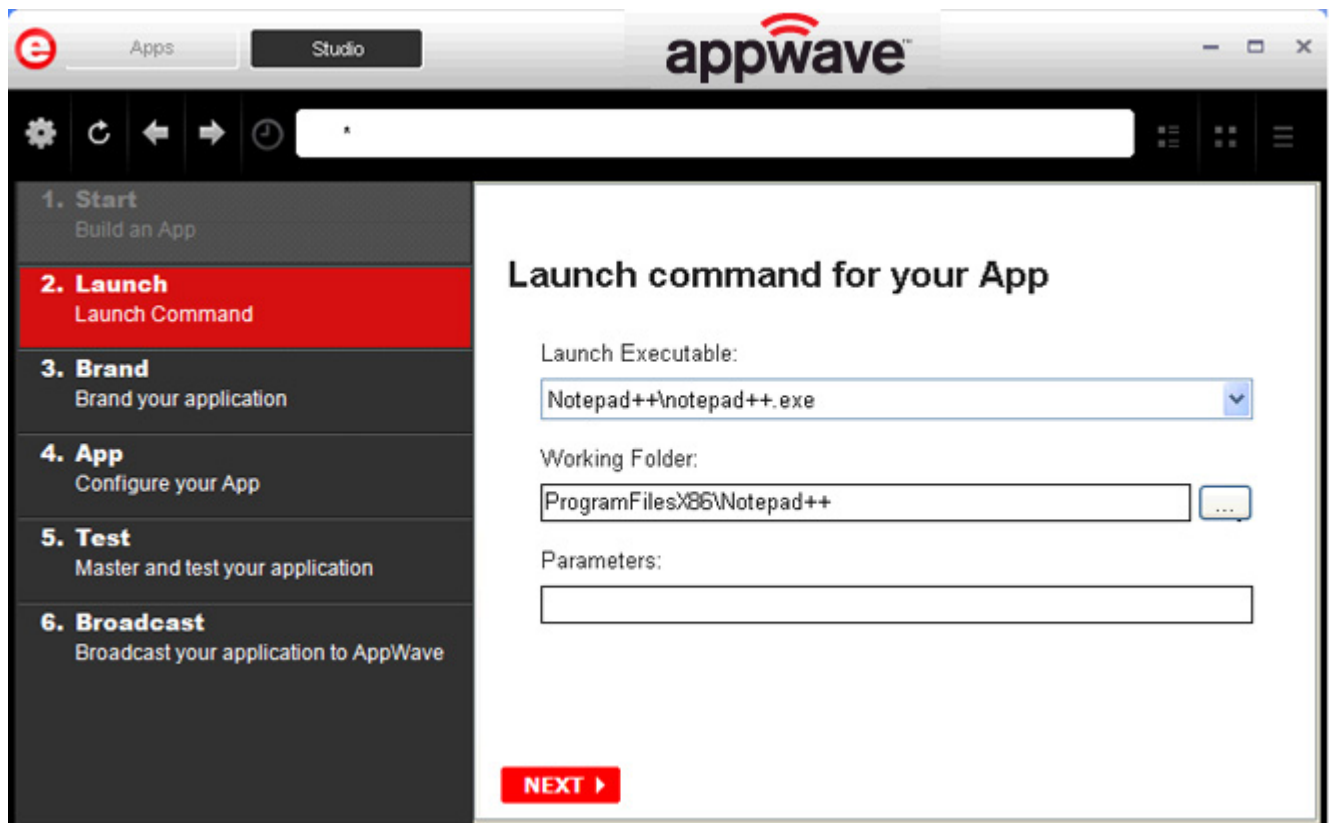 e
Apps
Studio
appwave™
*
1. Start
Build an App
2. Launch
Launch Command
3. Brand
Brand your application
4. App
Configure your App
5. Test
Master and test your application
6. Broadcast
Broadcast your application to AppWave
Launch command for your App
Launch Executable:
Notepad++\notepad++.exe
Working Folder:
ProgramFilesX86\Notepad++
...
Parameters:
NEXT